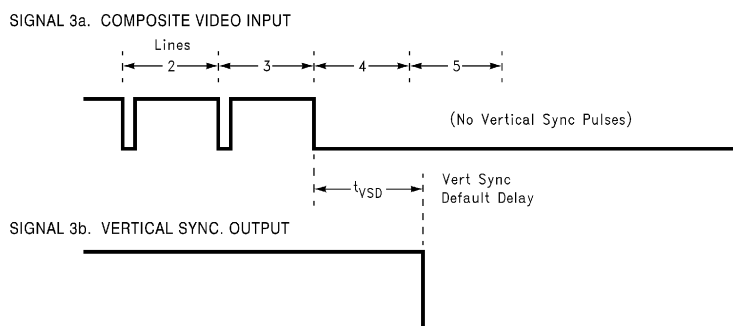 SIGNAL 3a. COMPOSITE VIDEO INPUT
Lines
2 3 4 5
(No Vertical Sync Pulses)
tVSD
Vert Sync
Default Delay
SIGNAL 3b. VERTICAL SYNC. OUTPUT